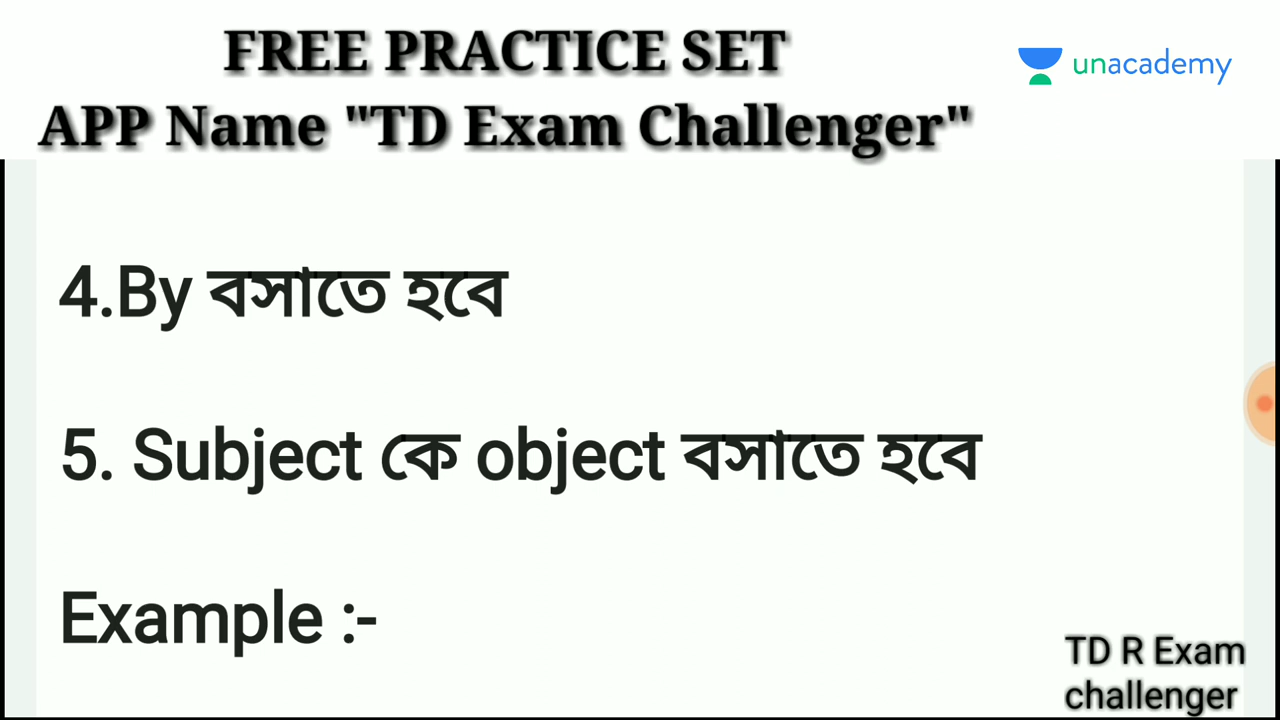 FREE PRACTICE SET
unacademy
APP Name "TD Exam Challenger"
4.By বসাতে হবে
5. Subject কে object বসাতে হবে
Example :-
TD R Exam
challenger